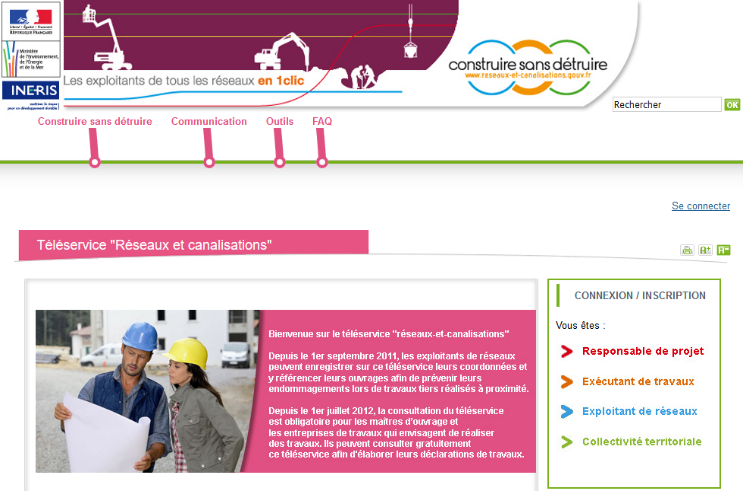 Liberté • Égalité • Fraternité
RÉPUBLIQUE FRANÇAISE
Ministère
de l'Environnement,
de l'Énergie
et de la Mer
INERIS
maîtriser le risque
pour un développement durable
Les exploitants de tous les réseaux en 1clic
construire sans détruire
www.reseaux-et-canalisations.gouv.fr
Rechercher
OK
Construire sans détruire
Communication
Outils
FAQ
Se connecter
Téléservice "Réseaux et canalisations"
Bienvenue sur le téléservice "réseaux-et-canalisations"
Depuis le 1er septembre 2011, les exploitants de réseaux
peuvent enregistrer sur ce téléservice leurs coordonnées et
y référencer leurs ouvrages afin de prévenir leurs
endommagements lors de travaux tiers réalisés à proximité.
Depuis le 1er juillet 2012, la consultation du téléservice
est obligatoire pour les maîtres d'ouvrage et
les entreprises de travaux qui envisagent de réaliser
des travaux. Ils peuvent consulter gratuitement
ce téléservice afin d'élaborer leurs déclarations de travaux.
CONNEXION / INSCRIPTION
Vous êtes :
Responsable de projet
Exécutant de travaux
Exploitant de réseaux
Collectivité territoriale